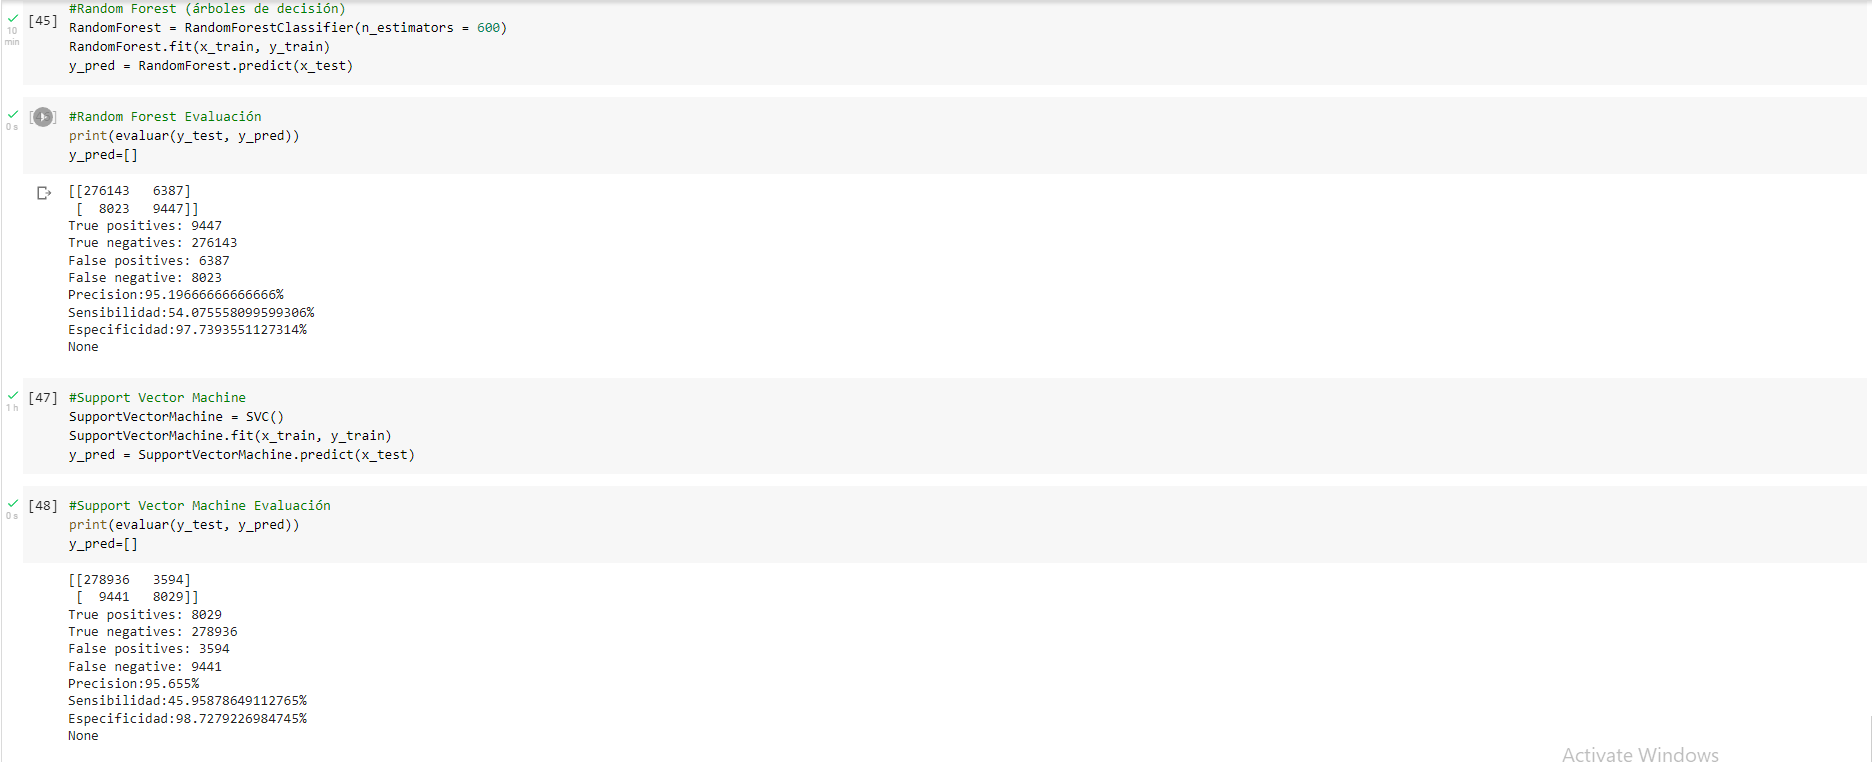 #Random Forest (árboles de decisión)
[45] RandomForest = RandomForestClassifier(n_estimators = 600)
10 min
RandomForest.fit(x_train, y_train)
y_pred = RandomForest.predict(x_test)
#Random Forest Evaluación
0 s
print(evaluar(y_test, y_pred))
y_pred=[]
[[276143   6387]
 [  8023   9447]]
True positives: 9447
True negatives: 276143
False positives: 6387
False negative: 8023
Precision:95.19666666666666%
Sensibilidad:54.075558099599306%
Especificidad:97.7393551127314%
None
[47] #Support Vector Machine
1 h
SupportVectorMachine = SVC()
SupportVectorMachine.fit(x_train, y_train)
y_pred = SupportVectorMachine.predict(x_test)
[48] #Support Vector Machine Evaluación
0 s
print(evaluar(y_test, y_pred))
y_pred=[]
[[278936   3594]
 [  9441   8029]]
True positives: 8029
True negatives: 278936
False positives: 3594
False negative: 9441
Precision:95.655%
Sensibilidad:45.95878649112765%
Especificidad:98.7279226984745%
None
Activate Windows